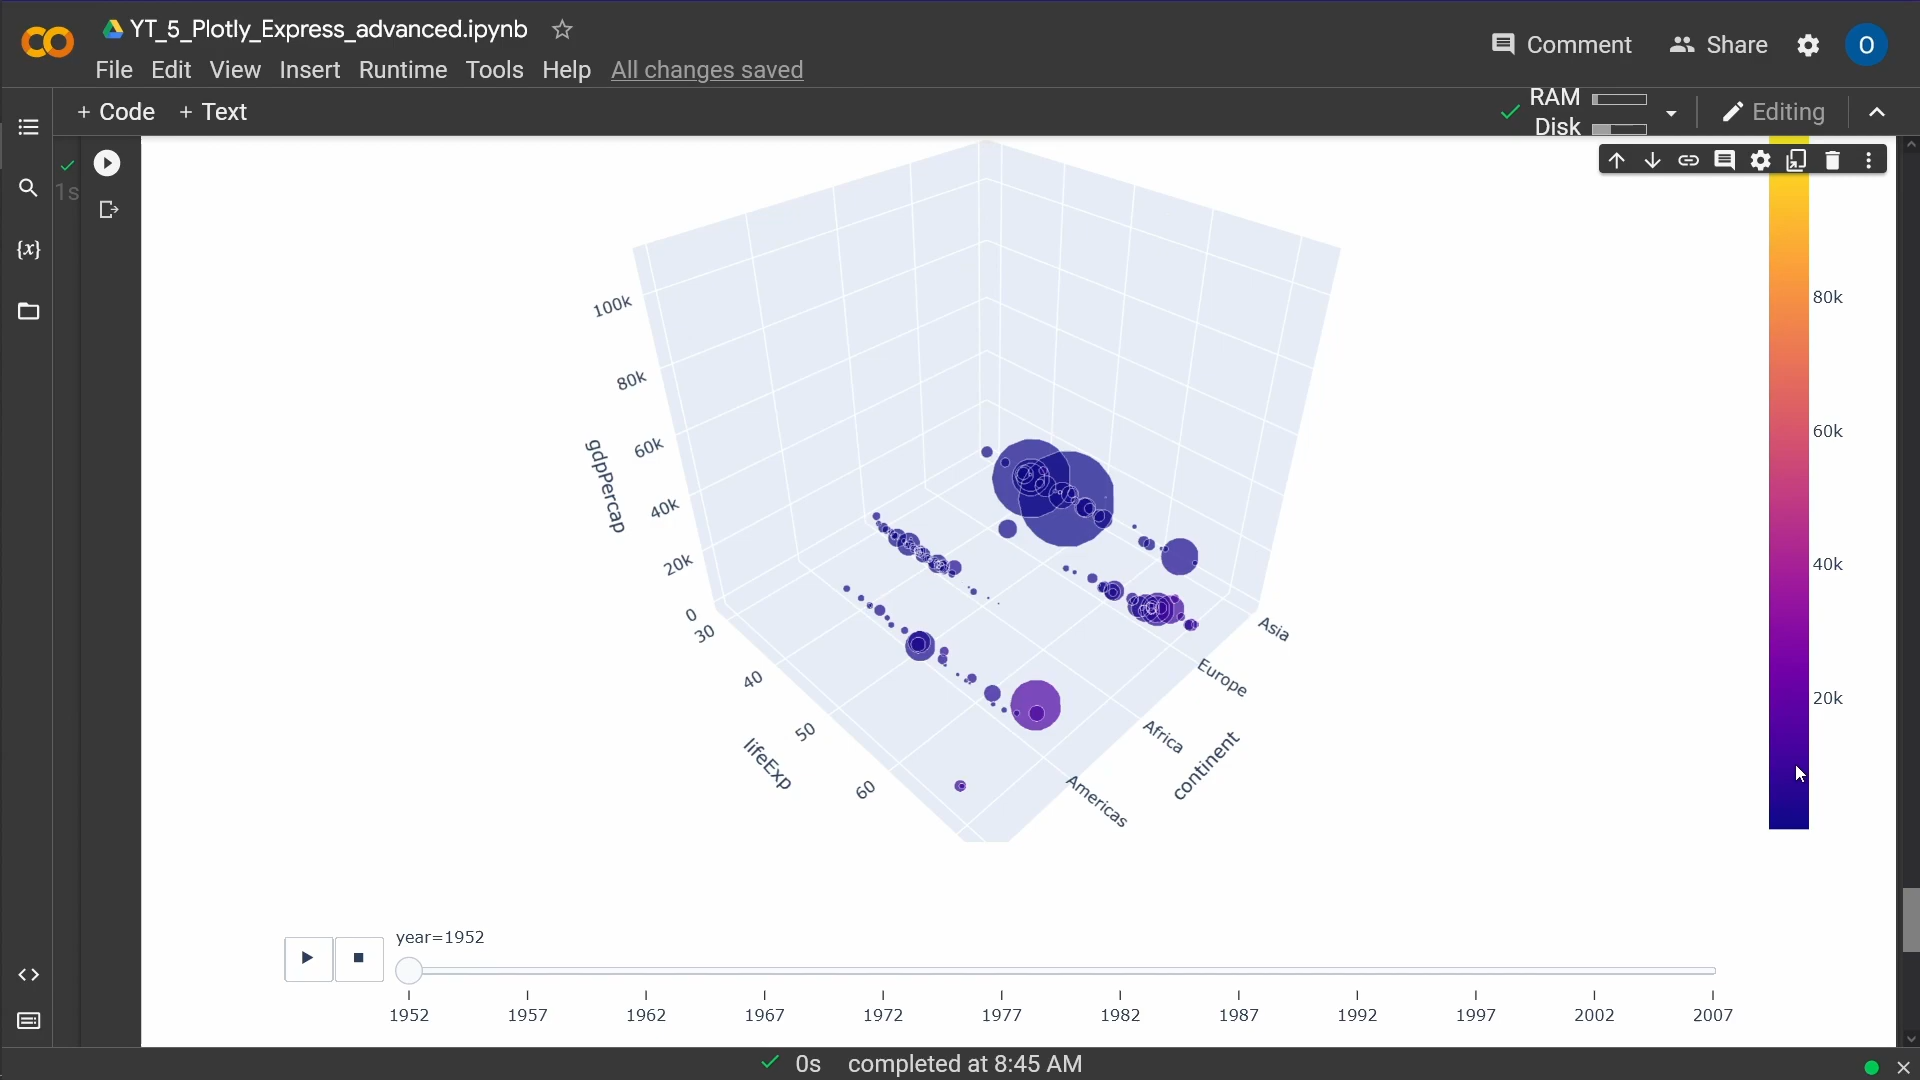 YT_5_Plotly_Express_advanced.ipynb
Comment Share O
File Edit View Insert Runtime Tools Help All changes saved
+ Code + Text
RAM
Disk
Editing
1s
{x}
100k
80k
60k
40k
20k
0
gdpPercap
30
40
50
60
lifeExp
Asia
Europe
Africa
Americas
continent
80k
60k
40k
20k
year=1952
1952 1957 1962 1967 1972 1977 1982 1987 1992 1997 2002 2007
0s completed at 8:45 AM